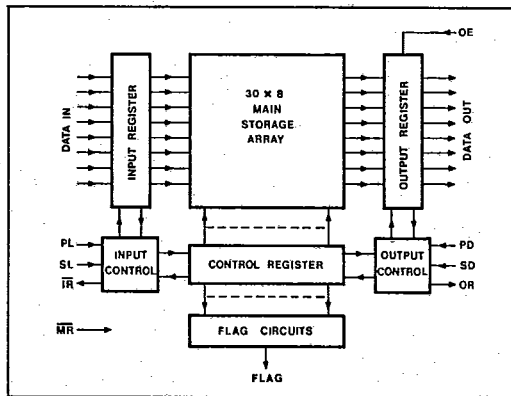 OE
30 × 8
MAIN
STORAGE
ARRAY
DATA IN
INPUT REGISTER
OUTPUT REGISTER
DATA OUT
PL
SL
IR
INPUT
CONTROL
CONTROL REGISTER
OUTPUT
CONTROL
PD
SD
OR
MR
FLAG CIRCUITS
FLAG